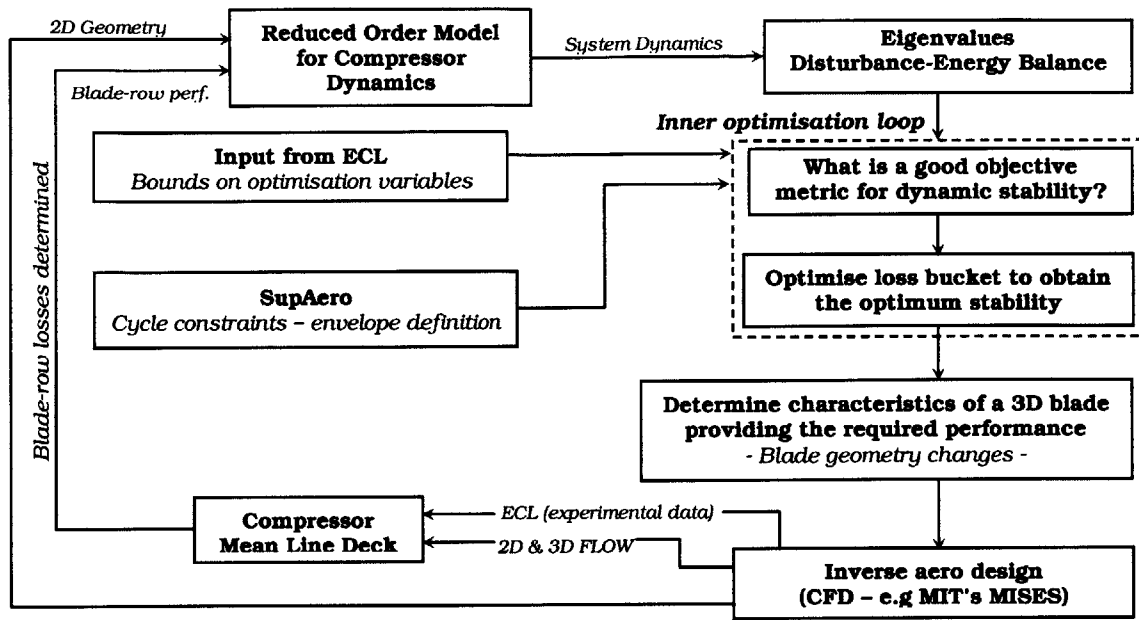 2D Geometry
Reduced Order Model
for Compressor
Dynamics
System Dynamics
Eigenvalues
Disturbance-Energy Balance
Blade-row perf.
Inner optimisation loop
Input from ECL
Bounds on optimisation variables
What is a good objective
metric for dynamic stability?
Blade-row losses determined
SupAero
Cycle constraints – envelope definition
Optimise loss bucket to obtain
the optimum stability
Determine characteristics of a 3D blade
providing the required performance
- Blade geometry changes -
Compressor
Mean Line Deck
ECL (experimental data)
2D & 3D FLOW
Inverse aero design
(CFD – e.g MIT's MISES)